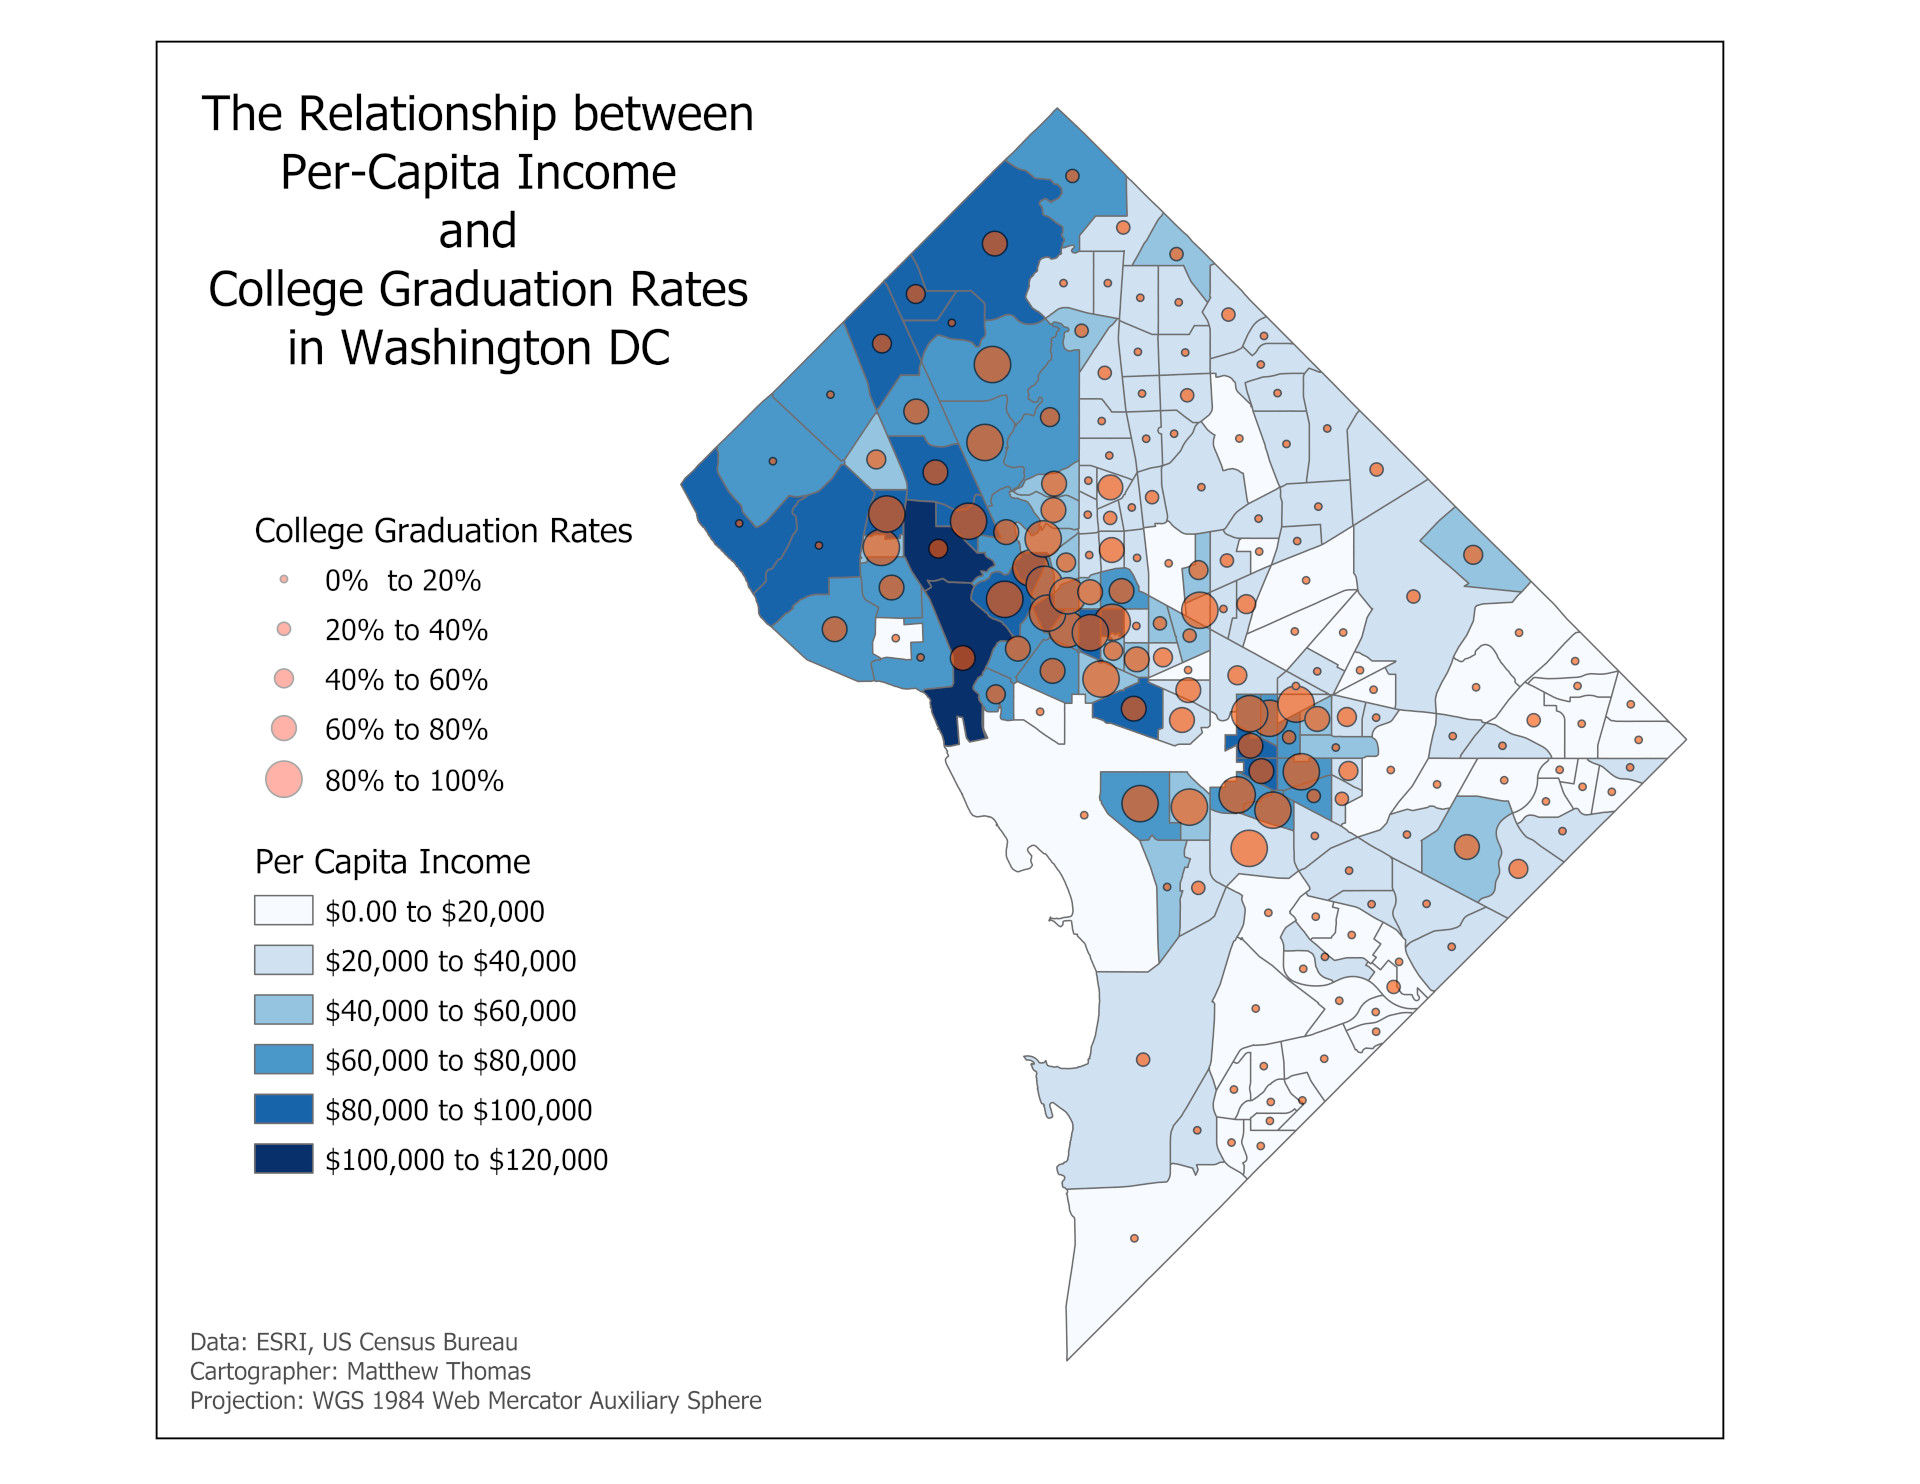 The Relationship between
Per-Capita Income
and
College Graduation Rates
in Washington DC
College Graduation Rates
0%  to 20%
20% to 40%
40% to 60%
60% to 80%
80% to 100%
Per Capita Income
$0.00 to $20,000
$20,000 to $40,000
$40,000 to $60,000
$60,000 to $80,000
$80,000 to $100,000
$100,000 to $120,000
Data: ESRI, US Census Bureau
Cartographer: Matthew Thomas
Projection: WGS 1984 Web Mercator Auxiliary Sphere